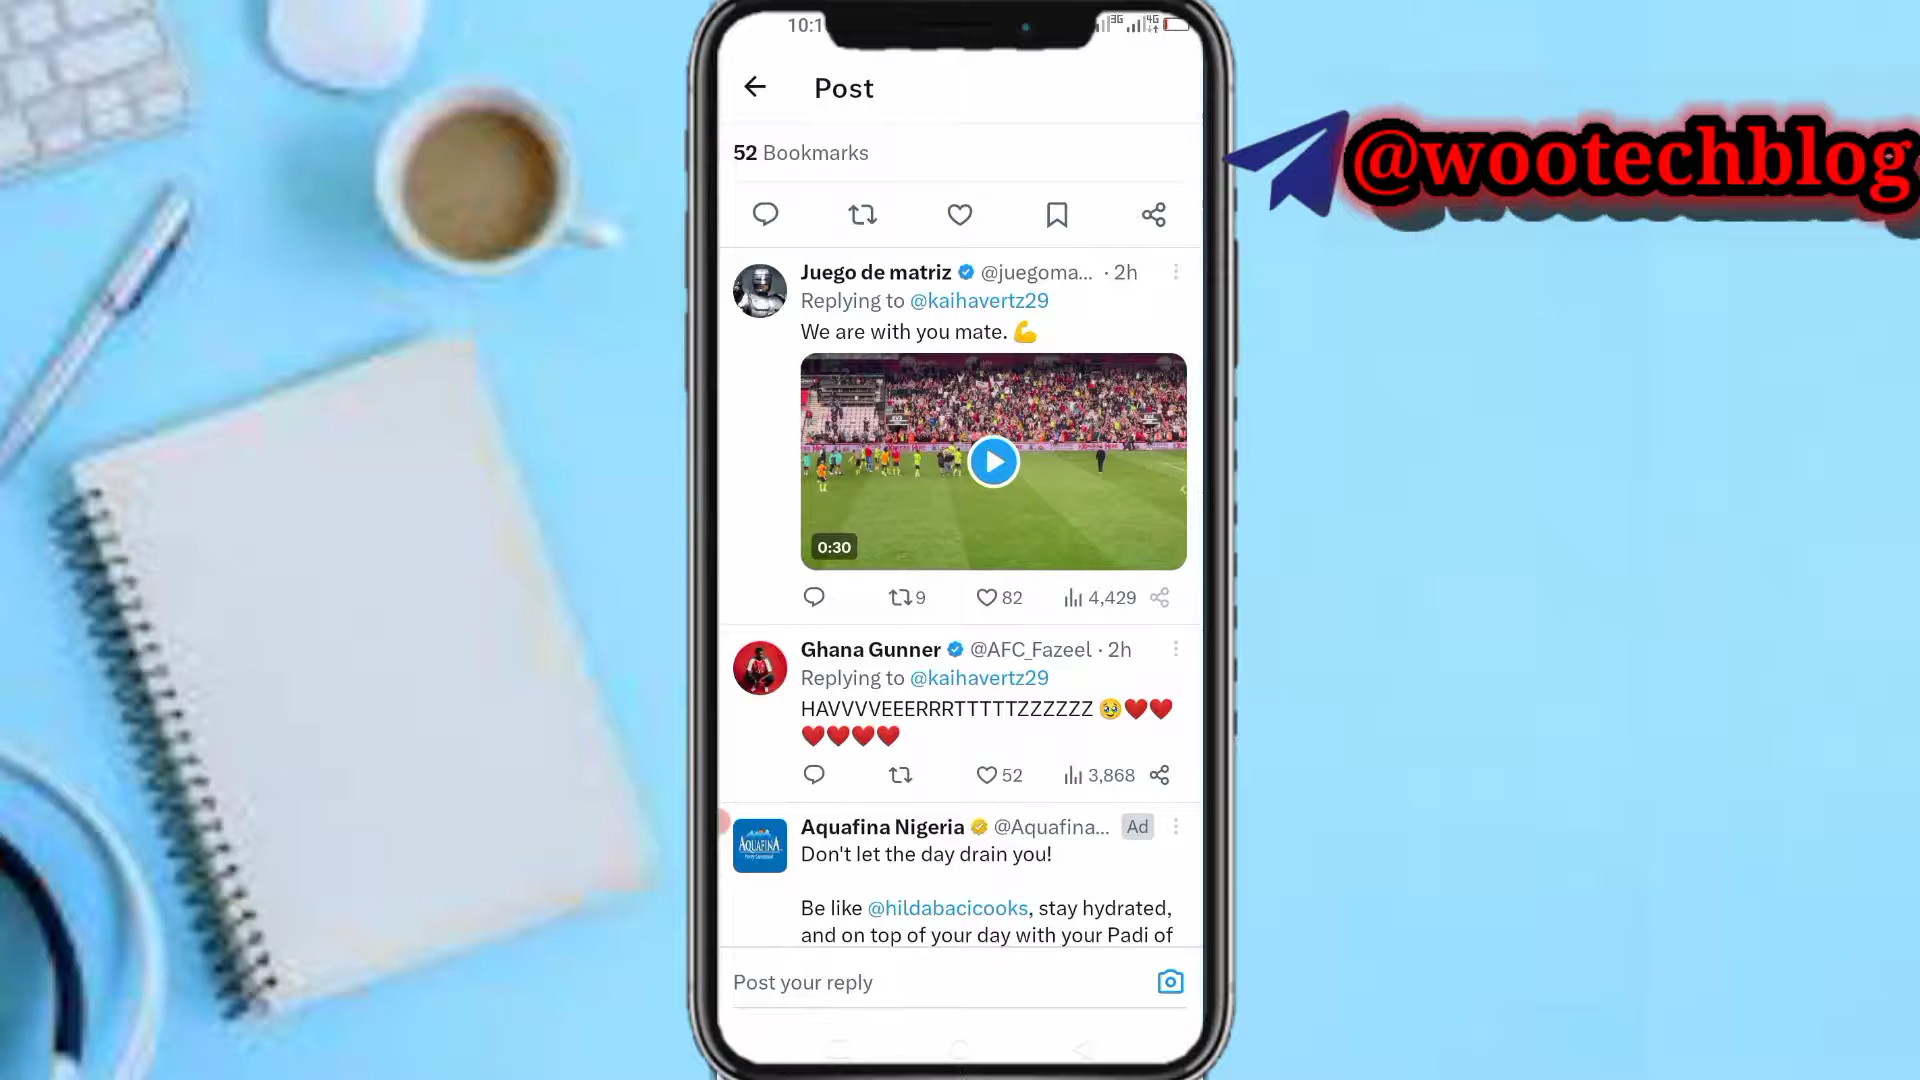 10:1
3G 4G
Post
@wootechblog
52 Bookmarks
Juego de matriz @juegoma... · 2h
Replying to @kaihavertz29
We are with you mate. 💪
0:30
9 82 4,429
Ghana Gunner @AFC_Fazeel · 2h
Replying to @kaihavertz29
HAVVVVEEERRRTTTTTZZZZZZ 🥹❤️❤️
❤️❤️❤️❤️
52 3,868
Aquafina Nigeria @Aquafina... Ad
AQUAFINA
Don't let the day drain you!
Be like @hildabacicooks, stay hydrated,
and on top of your day with your Padi of
Post your reply